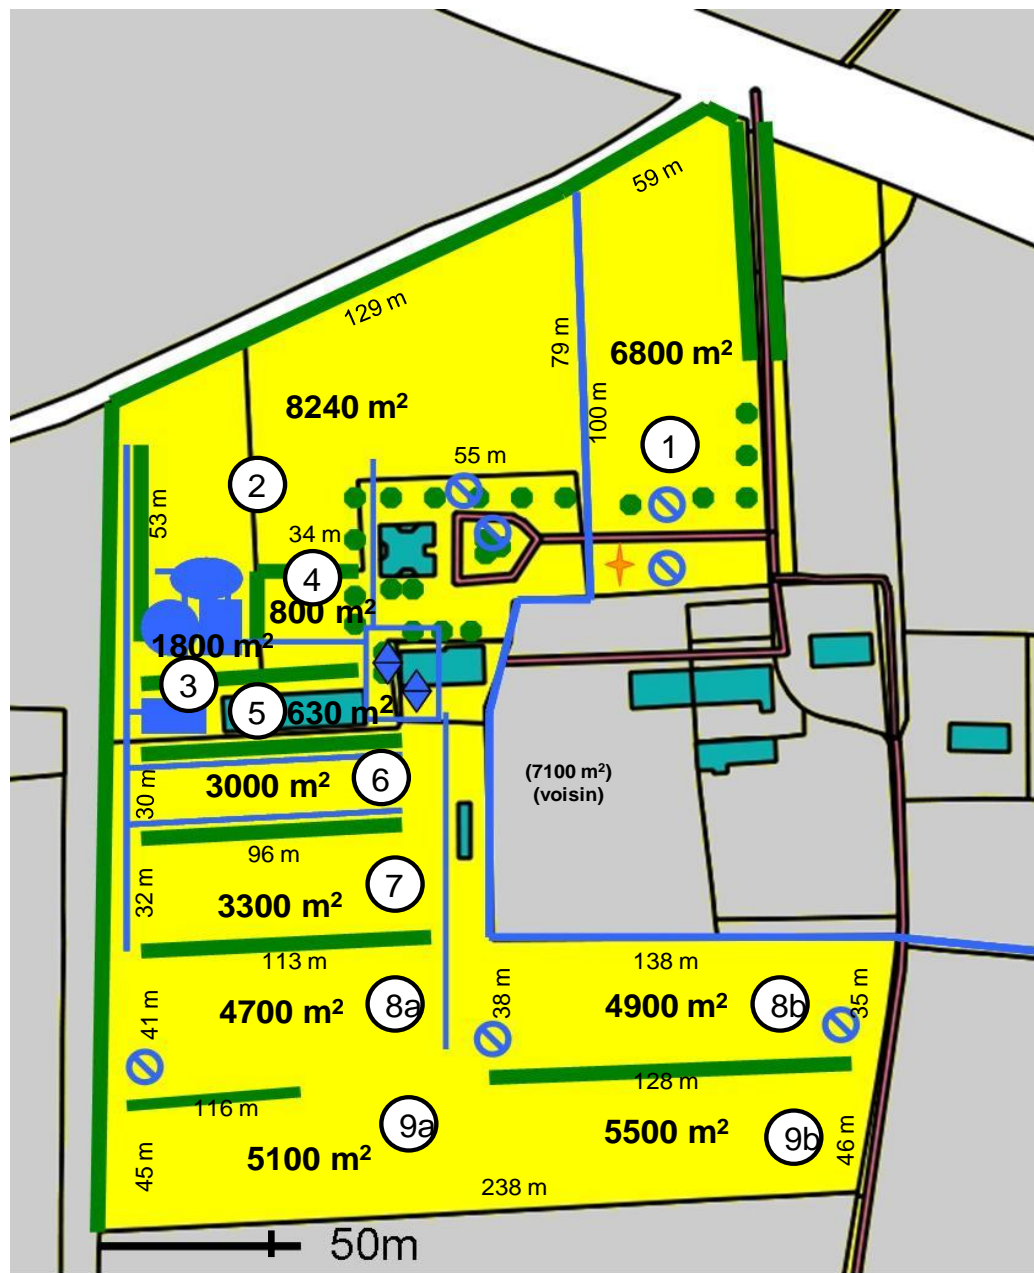 59 m
129 m
79 m
6800 m²
8240 m²
100 m
1
55 m
2
53 m
34 m
4
800 m²
1800 m²
3
5
630 m²
(7100 m²)
(voisin)
6
3000 m²
30 m
96 m
7
32 m
3300 m²
113 m
138 m
38 m
35 m
4700 m²
8a
4900 m²
8b
41 m
128 m
116 m
9a
5500 m²
9b
46 m
5100 m²
45 m
238 m
50m